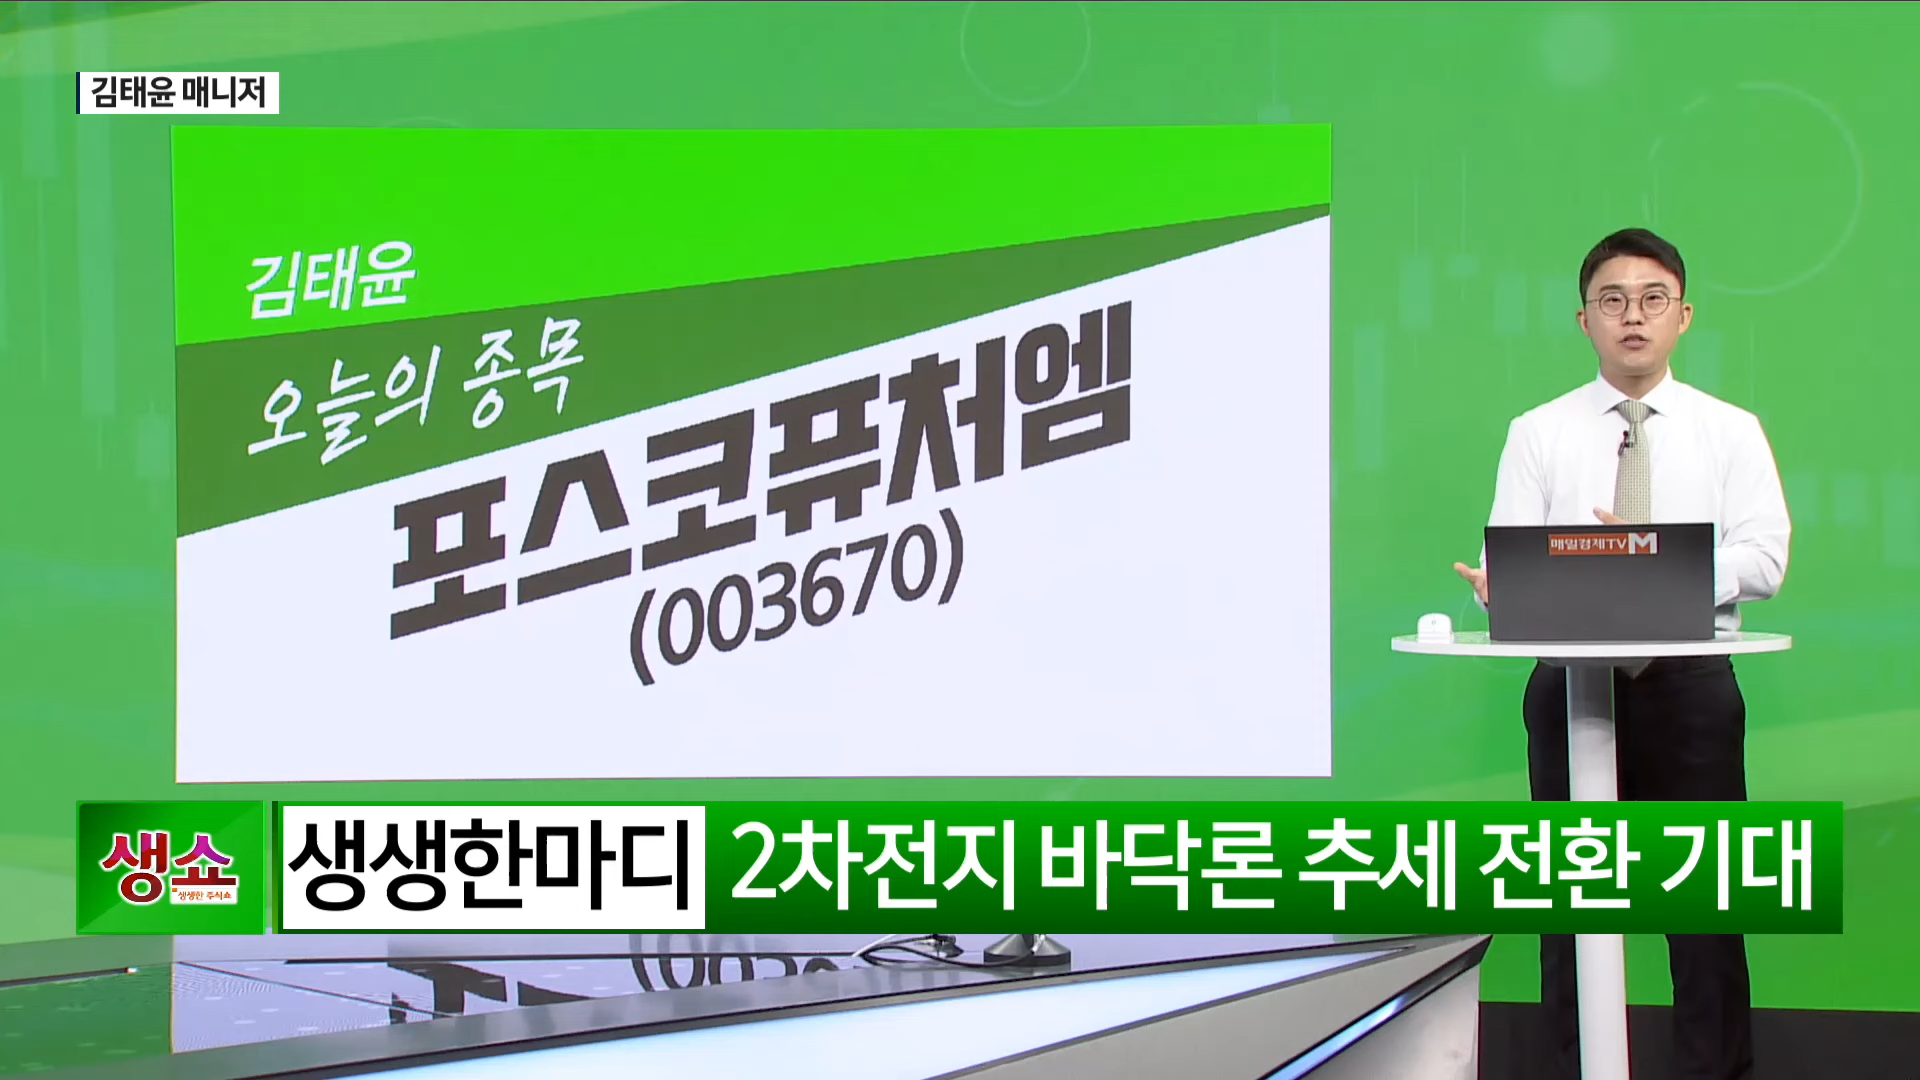 김태윤 매니저
김태윤
오늘의 종목
포스코퓨처엠
(003670)
매일경제TV M
생쇼
생생한 주식쇼
생생한마디
2차전지 바닥론 추세 전환 기대